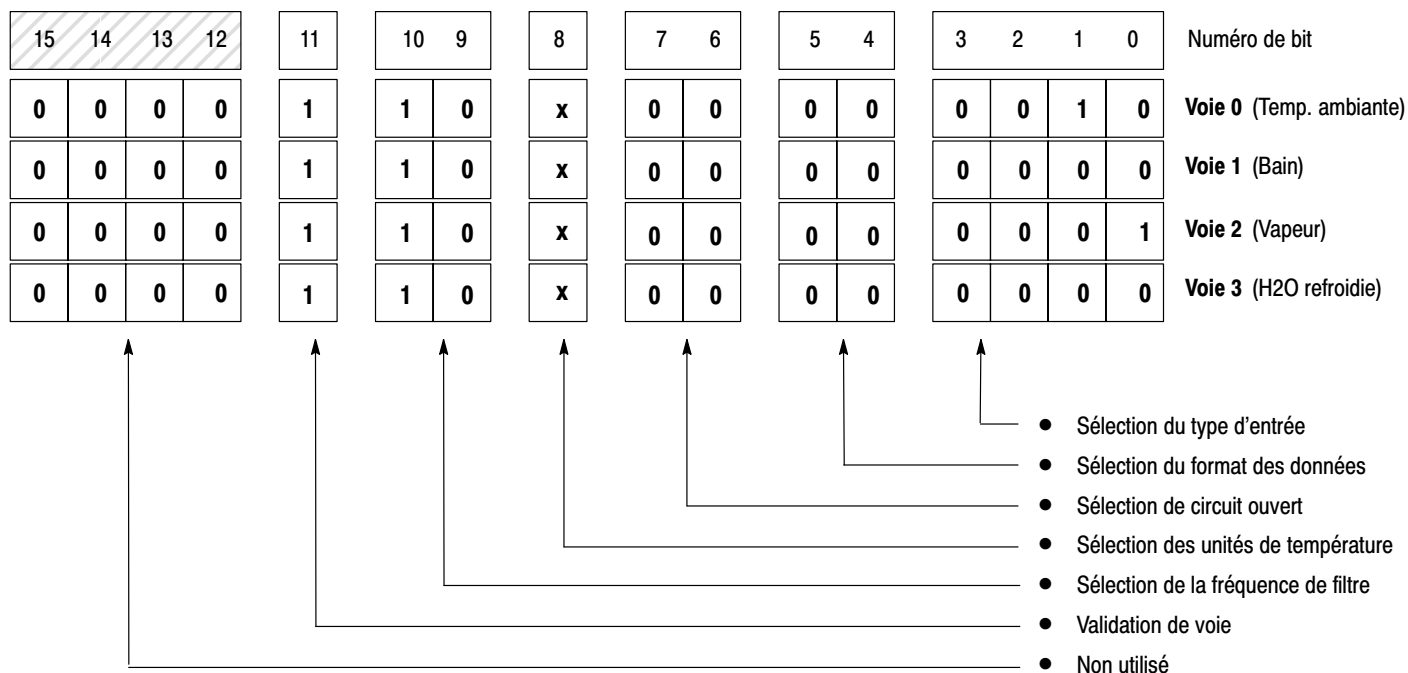 15 14 13 12 11 10 9 8 7 6 5 4 3 2 1 0 Numéro de bit
0 0 0 0 1 1 0 x 0 0 0 0 0 0 1 0 Voie 0 (Temp. ambiante)
0 0 0 0 1 1 0 x 0 0 0 0 0 0 0 0 Voie 1 (Bain)
0 0 0 0 1 1 0 x 0 0 0 0 0 0 0 1 Voie 2 (Vapeur)
0 0 0 0 1 1 0 x 0 0 0 0 0 0 0 0 Voie 3 (H2O refroidie)
● Sélection du type d'entrée
● Sélection du format des données
● Sélection de circuit ouvert
● Sélection des unités de température
● Sélection de la fréquence de filtre
● Validation de voie
● Non utilisé